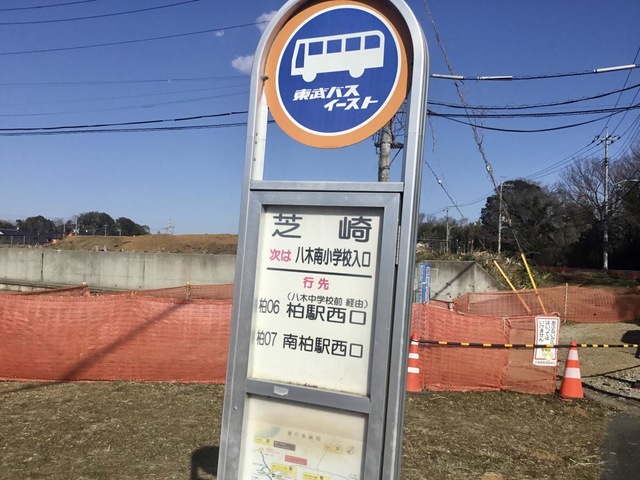 東武バス
イースト
芝崎
次は 八木南小学校入口
行先
(八木中学校前 経由)
柏06 柏駅西口
柏07 南柏駅西口